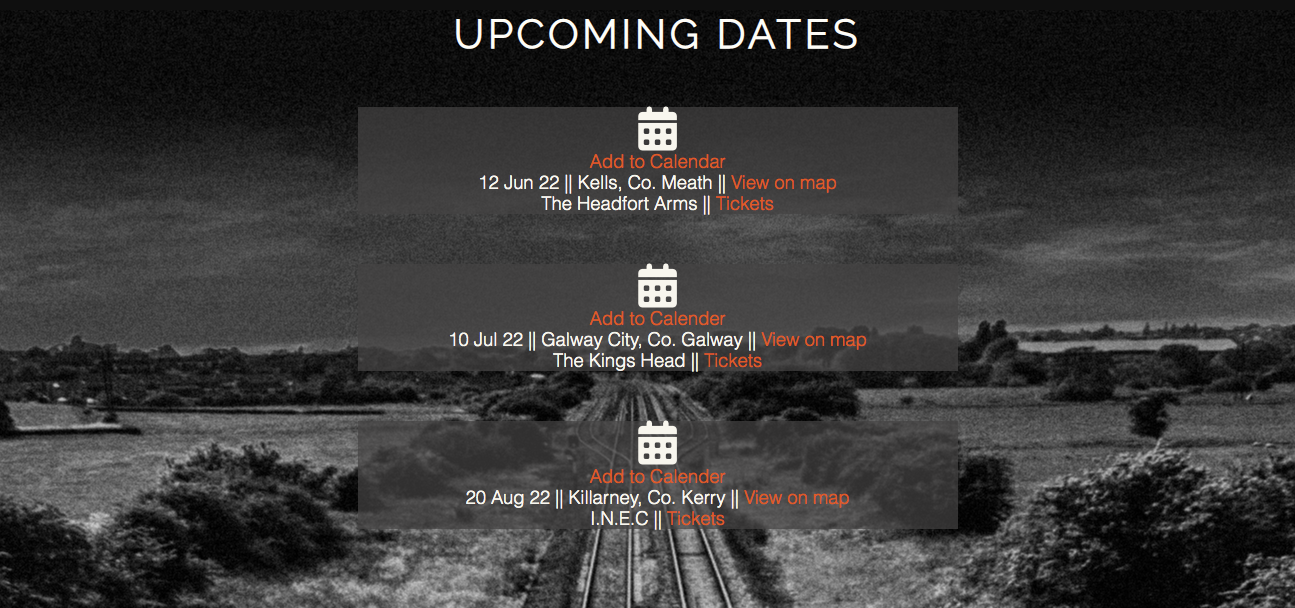 UPCOMING DATES
Add to Calendar
12 Jun 22 || Kells, Co. Meath || View on map
The Headfort Arms || Tickets
Add to Calender
10 Jul 22 || Galway City, Co. Galway || View on map
The Kings Head || Tickets
Add to Calender
20 Aug 22 || Killarney, Co. Kerry || View on map
I.N.E.C || Tickets